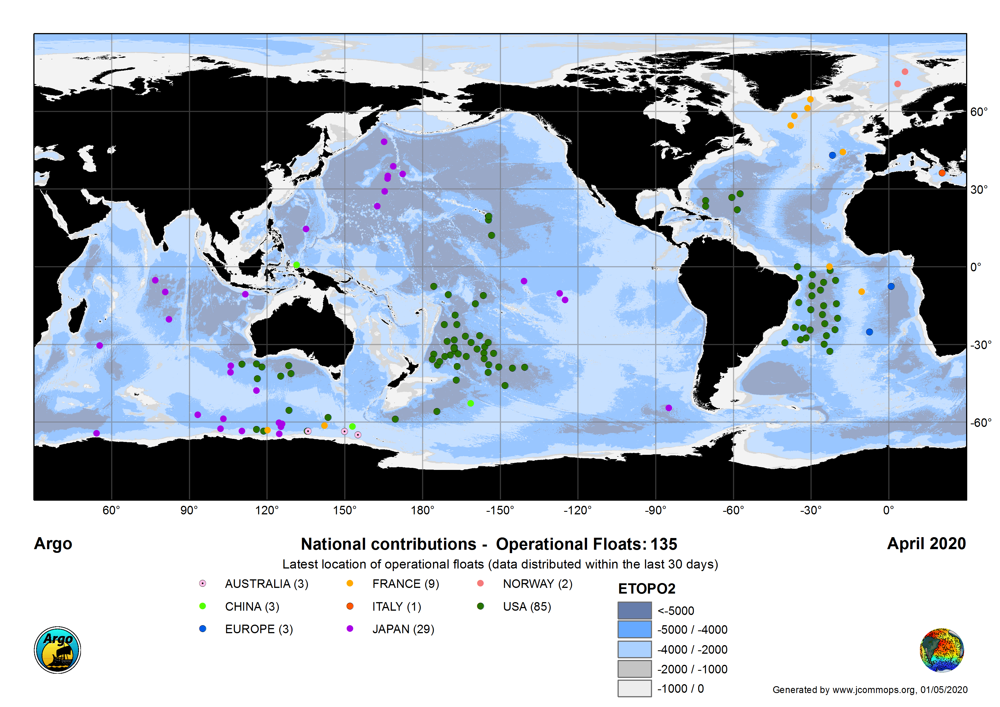 60°
30°
0°
-30°
-60°
60° 90° 120° 150° 180° -150° -120° -90° -60° -30° 0°
Argo National contributions - Operational Floats: 135 April 2020
Latest location of operational floats (data distributed within the last 30 days)
AUSTRALIA (3) FRANCE (9) NORWAY (2)
CHINA (3) ITALY (1) USA (85)
EUROPE (3) JAPAN (29)
ETOPO2
<-5000
-5000 / -4000
-4000 / -2000
-2000 / -1000
-1000 / 0
Argo
Generated by www.jcommops.org, 01/05/2020